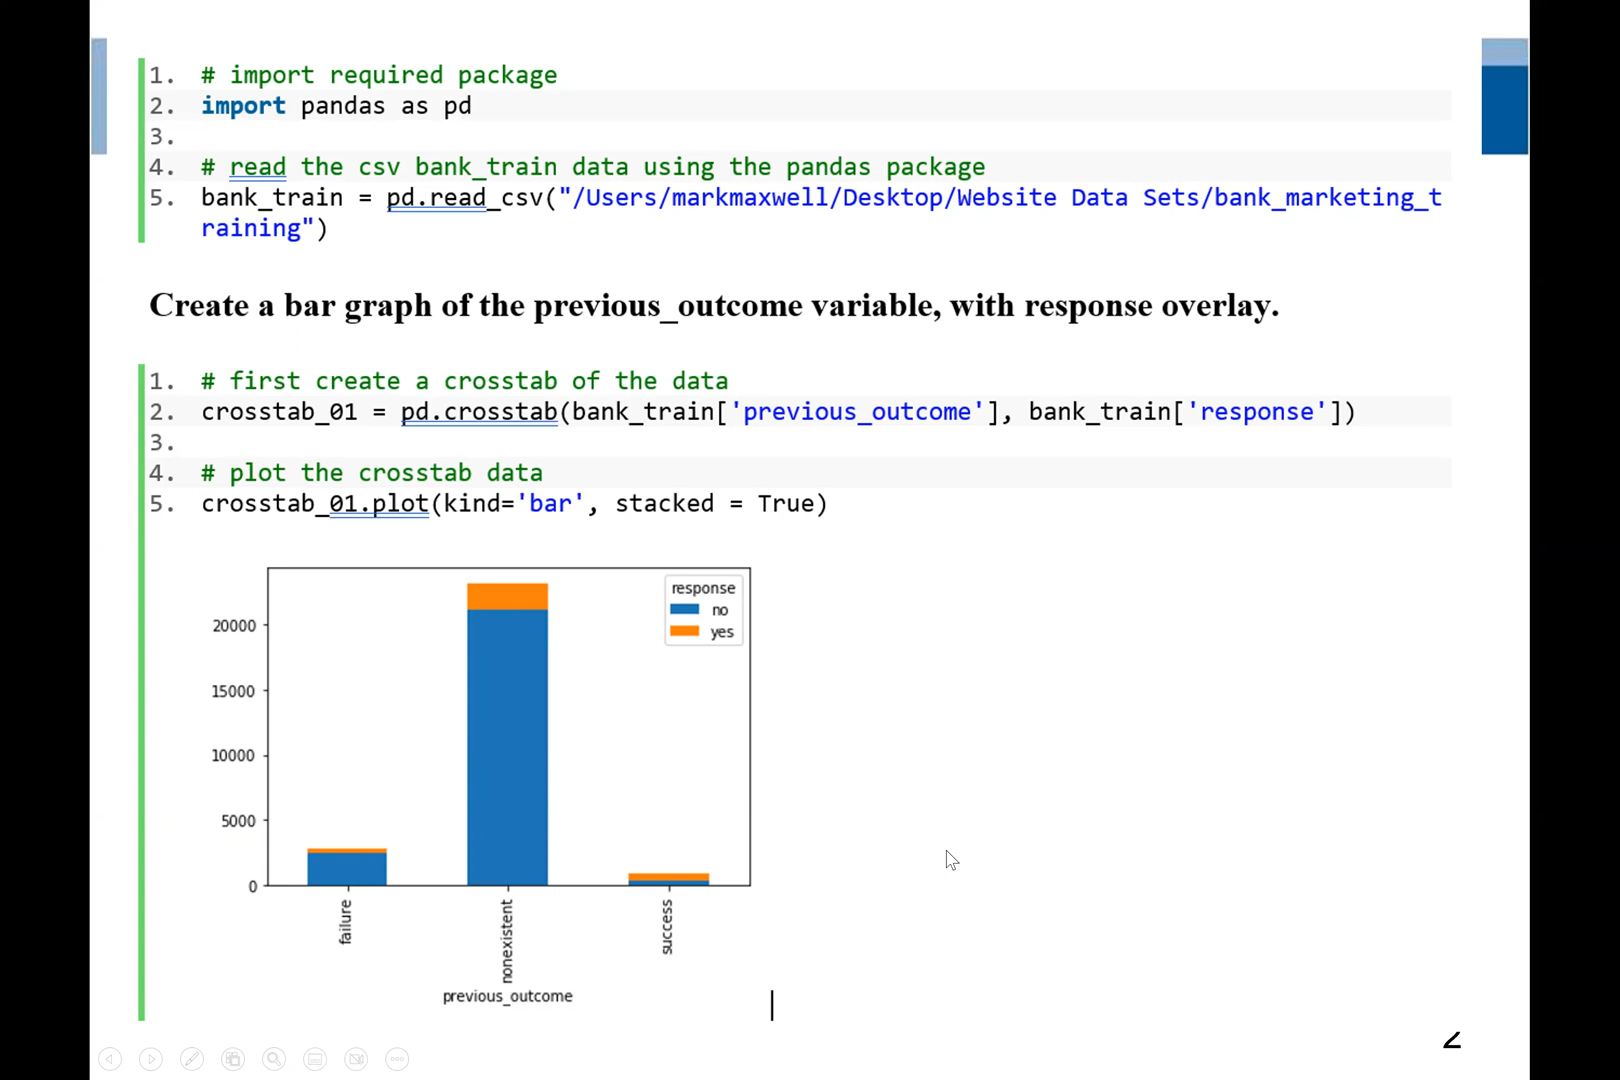 1. # import required package
2. import pandas as pd
3.
4. # read the csv bank_train data using the pandas package
5. bank_train = pd.read_csv("/Users/markmaxwell/Desktop/Website Data Sets/bank_marketing_t
raining")
Create a bar graph of the previous_outcome variable, with response overlay.
1. # first create a crosstab of the data
2. crosstab_01 = pd.crosstab(bank_train['previous_outcome'], bank_train['response'])
3.
4. # plot the crosstab data
5. crosstab_01.plot(kind='bar', stacked = True)
response
no
yes
20000
15000
10000
5000
0
failure
nonexistent
success
previous_outcome